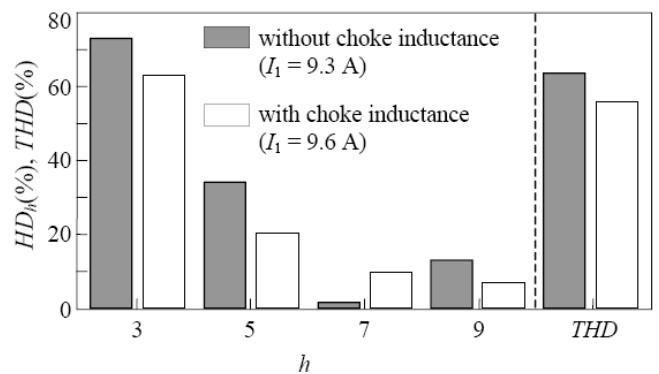 HDₕ(%), THD(%)
80
60
40
20
0
without choke inductance
(I₁ = 9.3 A)
with choke inductance
(I₁ = 9.6 A)
3 5 7 9 THD
h